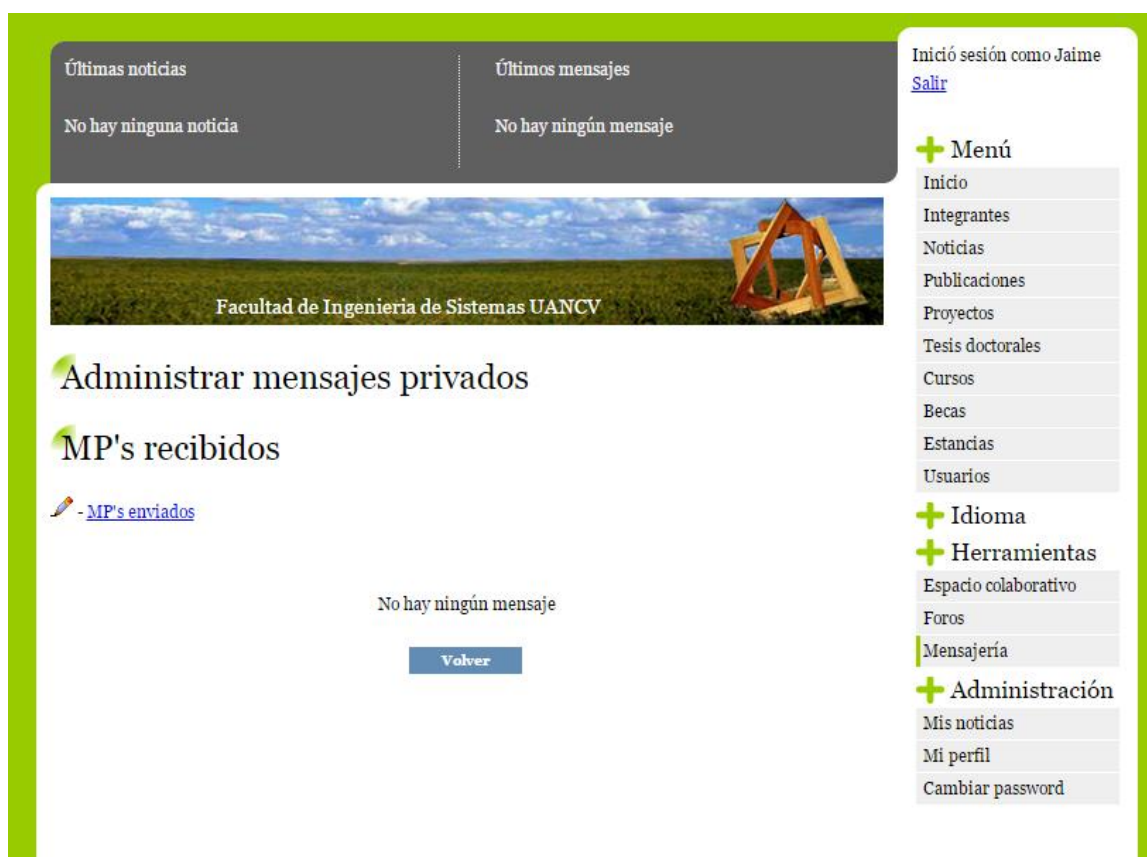 Últimas noticias
No hay ninguna noticia
Últimos mensajes
No hay ningún mensaje
Inició sesión como Jaime
Salir
Menú
Inicio
Integrantes
Noticias
Publicaciones
Proyectos
Tesis doctorales
Cursos
Becas
Estancias
Usuarios
Idioma
Herramientas
Espacio colaborativo
Foros
Mensajería
Administración
Mis noticias
Mi perfil
Cambiar password
Facultad de Ingenieria de Sistemas UANCV
Administrar mensajes privados
MP's recibidos
- MP's enviados
No hay ningún mensaje
Volver